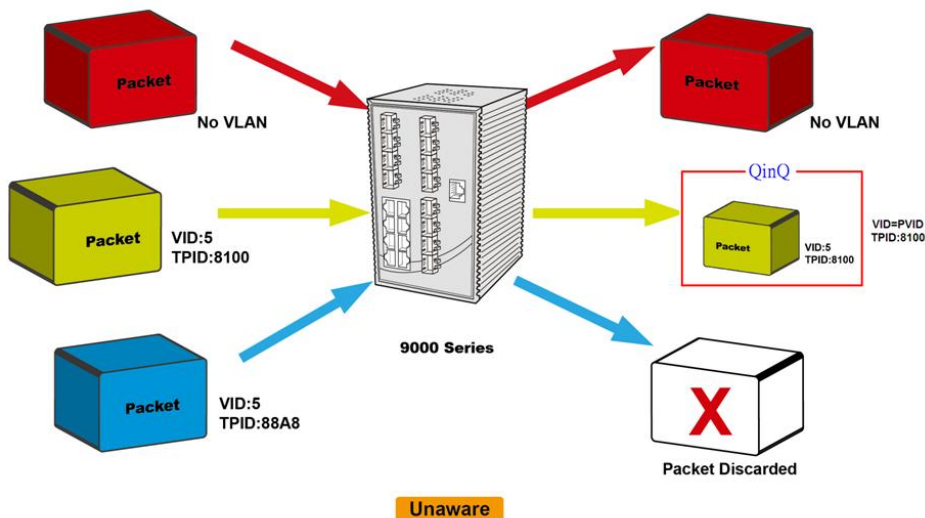 Packet
No VLAN
Packet
No VLAN
Packet
VID:5
TPID:8100
QinQ
Packet
VID:5
TPID:8100
VID=PVID
TPID:8100
9000 Series
Packet
VID:5
TPID:88A8
X
Packet Discarded
Unaware